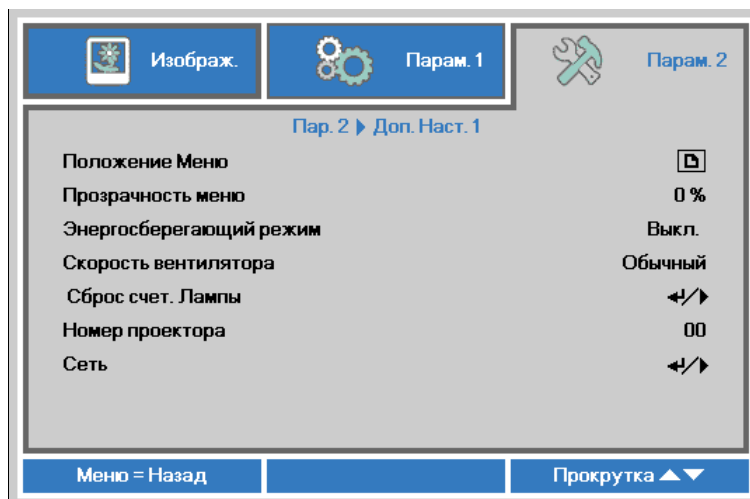 Изображ. Парам. 1 Парам. 2
Пар. 2 ▶ Доп. Наст. 1
Положение Меню
Прозрачность меню 0 %
Энергосберегающий режим Выкл.
Скорость вентилятора Обычный
Сброс счет. Лампы ↵/▶
Номер проектора 00
Сеть ↵/▶
Меню = Назад Прокрутка ▲▼